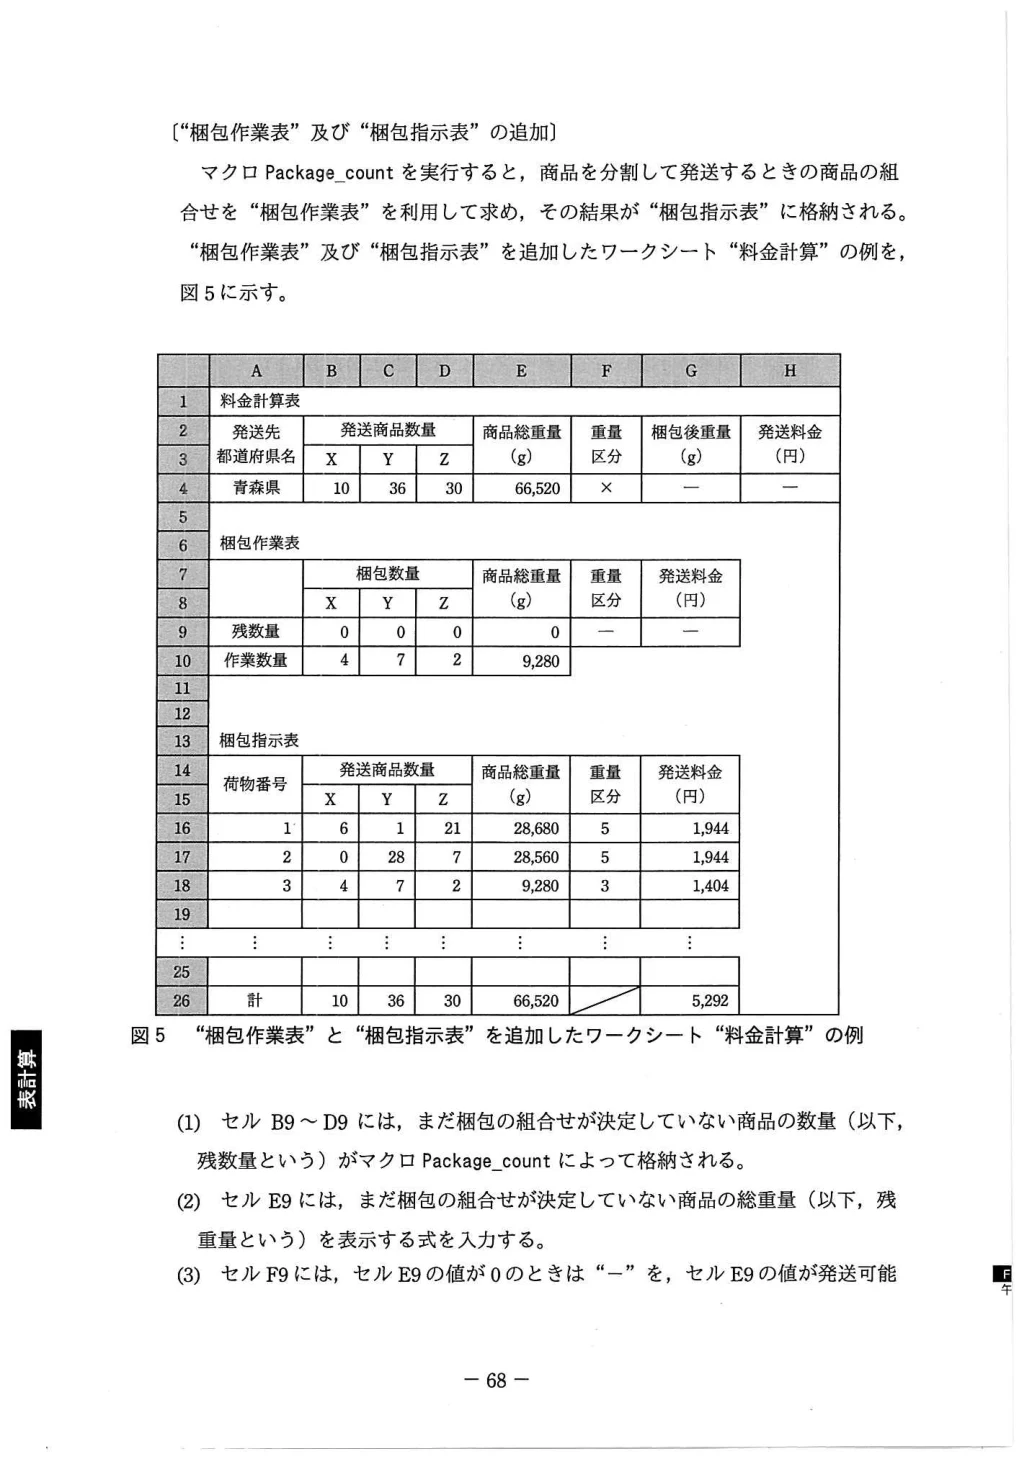 〔“梱包作業表”及び“梱包指示表”の追加〕
マクロ Package_count を実行すると，商品を分割して発送するときの商品の組
合せを“梱包作業表”を利用して求め，その結果が“梱包指示表”に格納される。
“梱包作業表”及び“梱包指示表”を追加したワークシート“料金計算”の例を，
図 5 に示す。
A B C D E F G H
1 料金計算表
2 発送先 発送商品数量 商品総重量 重量 梱包後重量 発送料金
3 都道府県名 X Y Z (g) 区分 (g) (円)
4 青森県 10 36 30 66,520 × － －
5
6 梱包作業表
7 梱包数量 商品総重量 重量 発送料金
8 X Y Z (g) 区分 (円)
9 残数量 0 0 0 0 － －
10 作業数量 4 7 2 9,280
11
12
13 梱包指示表
14 荷物番号 発送商品数量 商品総重量 重量 発送料金
15 X Y Z (g) 区分 (円)
16 1 6 1 21 28,680 5 1,944
17 2 0 28 7 28,560 5 1,944
18 3 4 7 2 9,280 3 1,404
19
⋮ ⋮ ⋮ ⋮ ⋮ ⋮ ⋮ ⋮
25
26 計 10 36 30 66,520 5,292
図 5 “梱包作業表”と“梱包指示表”を追加したワークシート“料金計算”の例
表計算
(1) セル B9～D9 には，まだ梱包の組合せが決定していない商品の数量（以下，
残数量という）がマクロ Package_count によって格納される。
(2) セル E9 には，まだ梱包の組合せが決定していない商品の総重量（以下，残
重量という）を表示する式を入力する。
(3) セル F9 には，セル E9 の値が 0 のときは“－”を，セル E9 の値が発送可能
F
午
－ 68 －